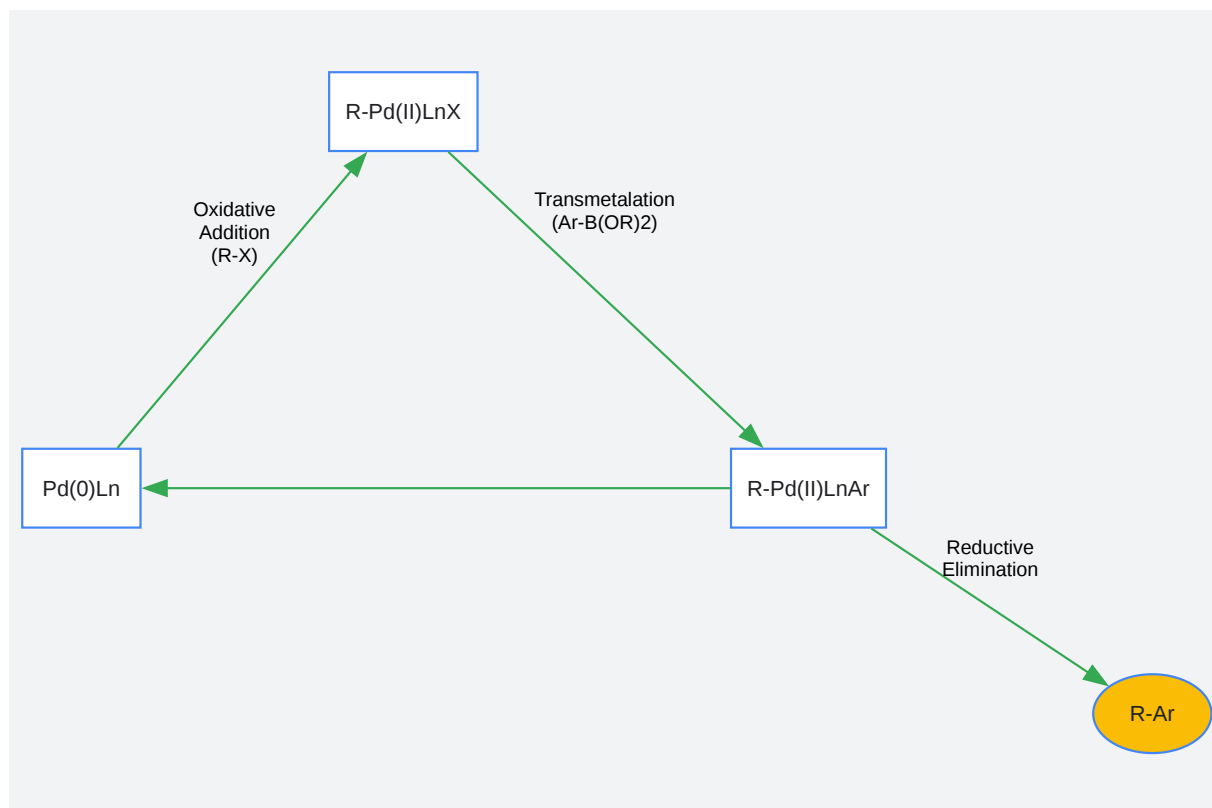 R-Pd(II)LnX
Oxidative
Addition
(R-X)
Transmetalation
(Ar-B(OR)2)
Pd(0)Ln
R-Pd(II)LnAr
Reductive
Elimination
R-Ar